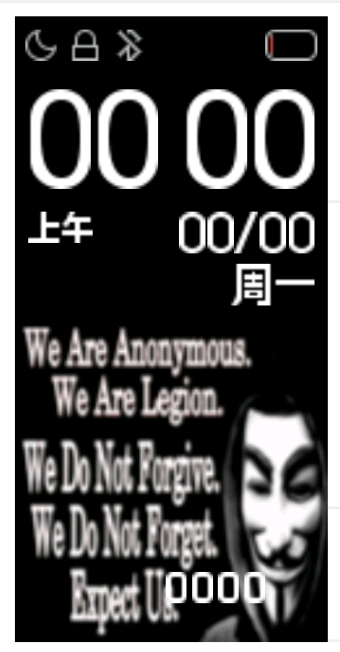 00 00
上午 00/00
周一
We Are Anonymous.
We Are Legion.
We Do Not Forgive.
We Do Not Forget.
Expect Us.
0000